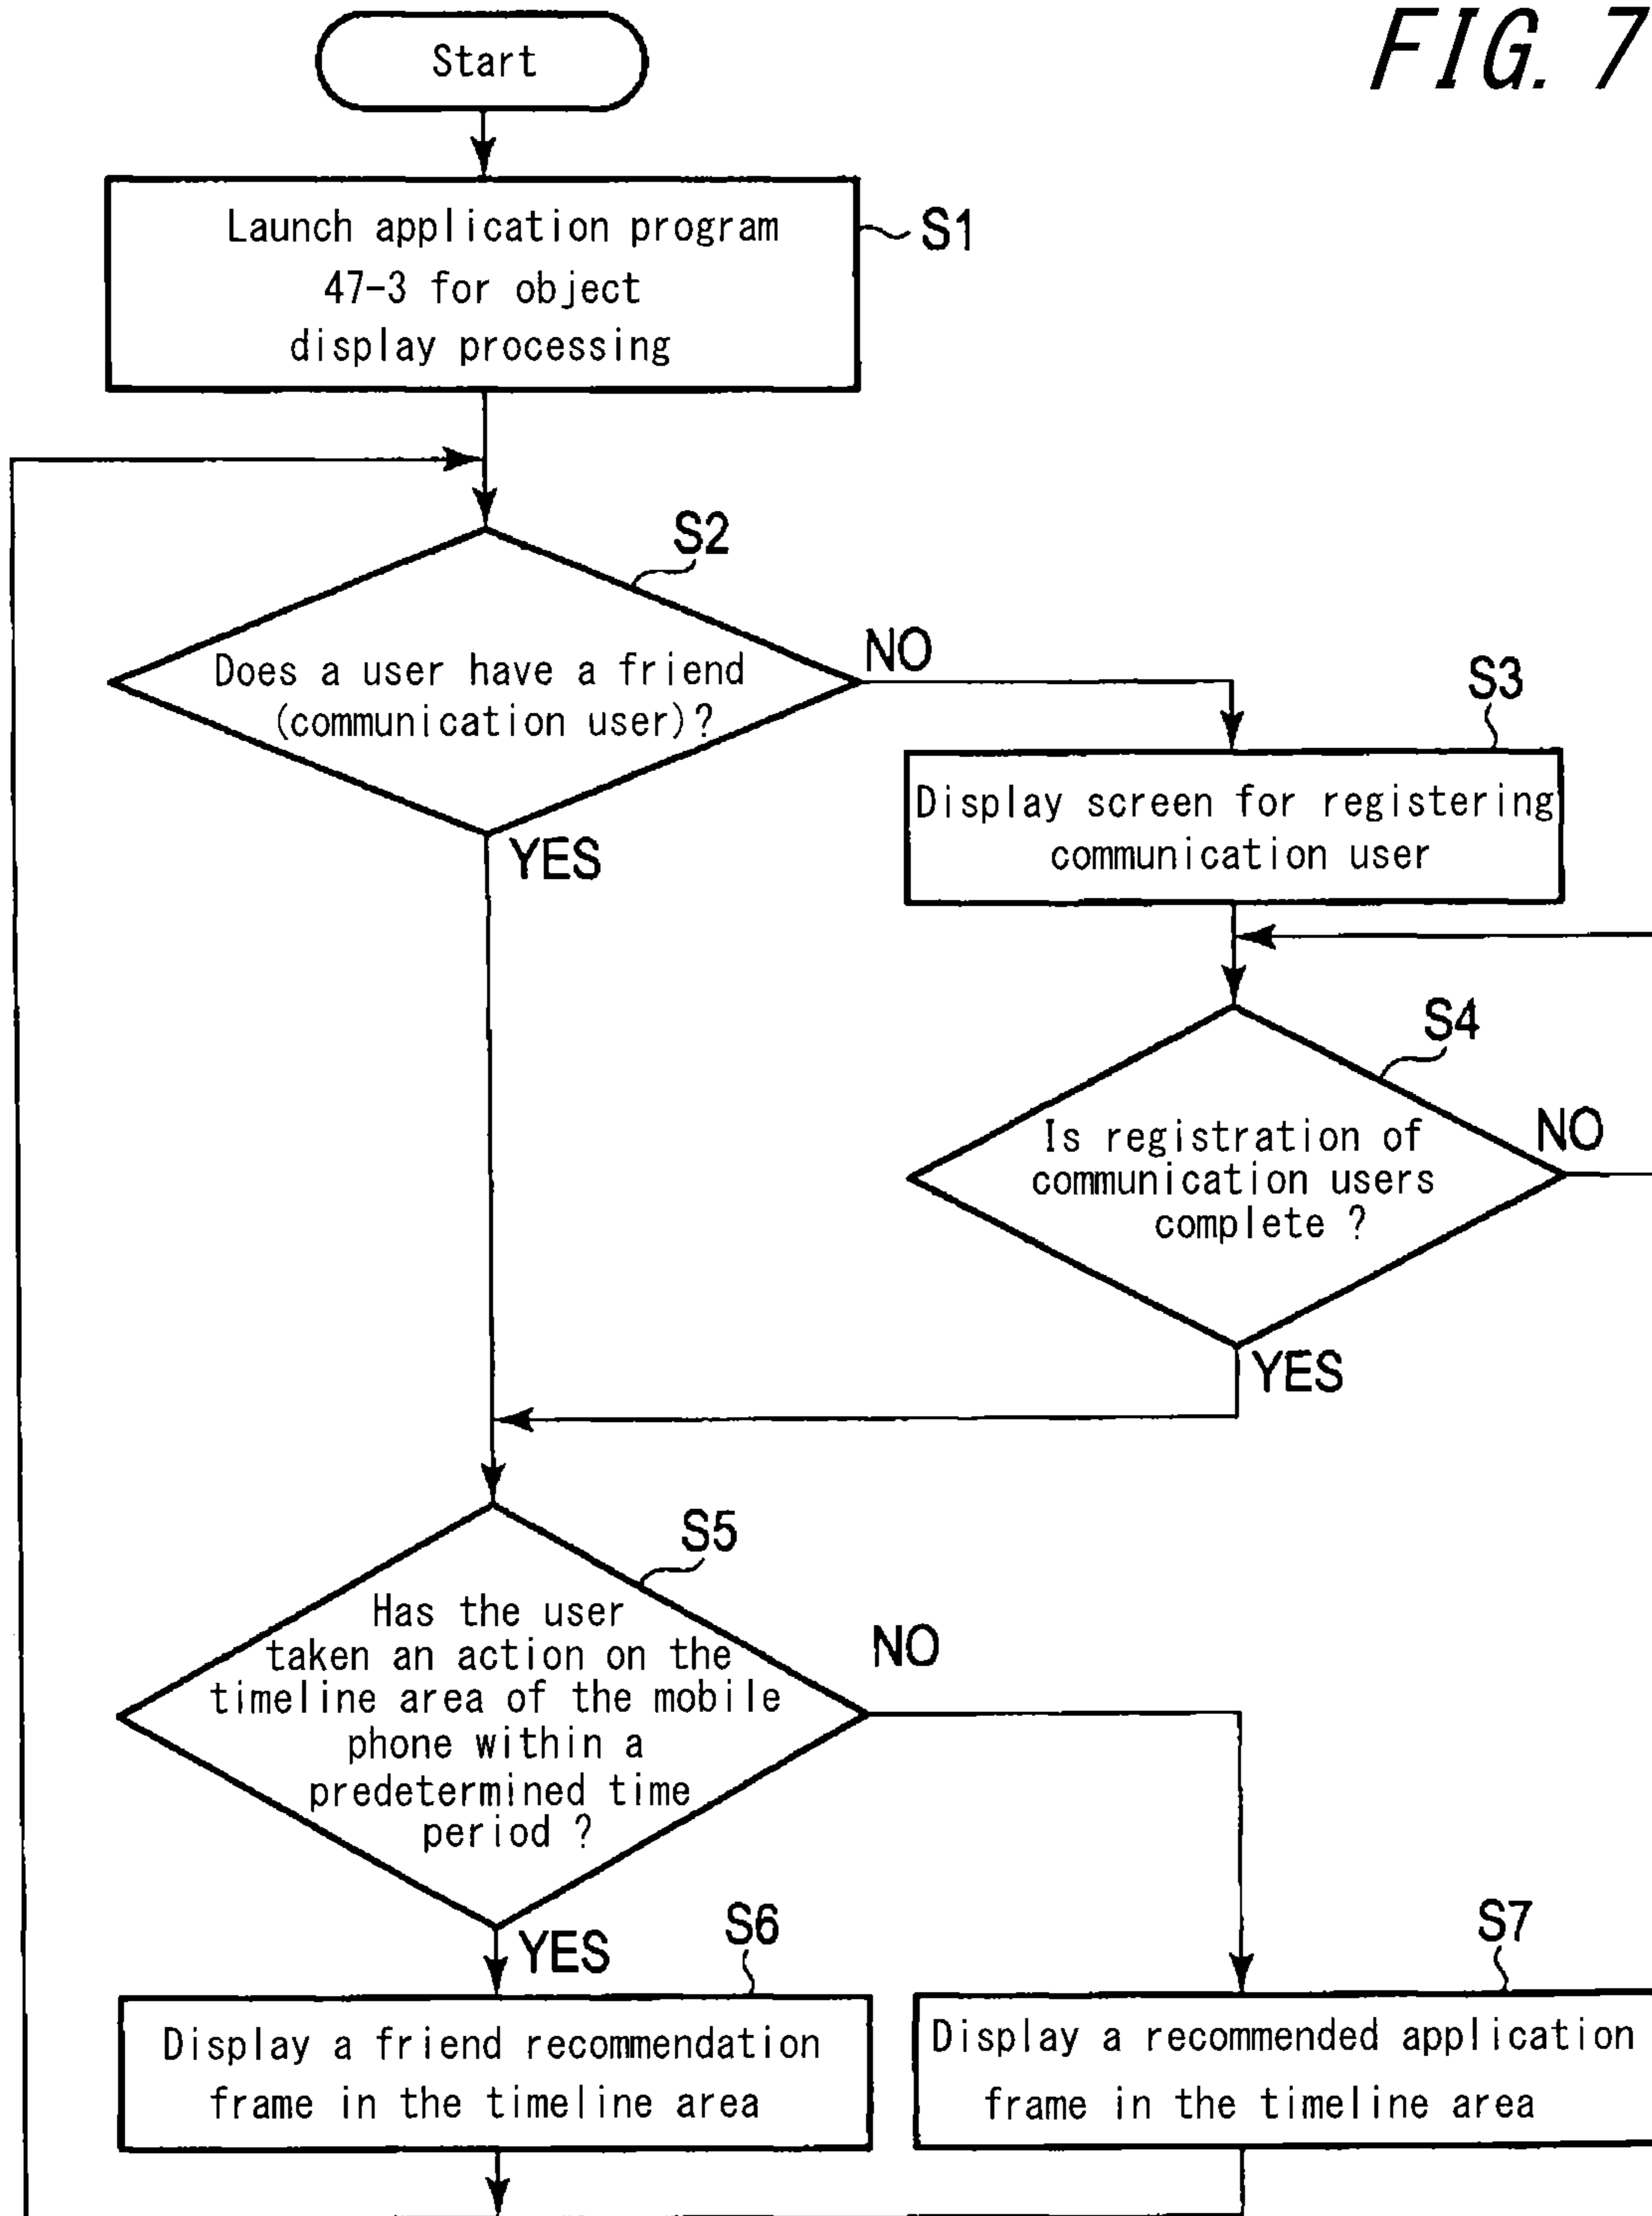 FIG. 7
Start
Launch application program
47-3 for object
display processing
S1
S2
Does a user have a friend
(communication user)?
NO
YES
S3
Display screen for registering
communication user
S4
Is registration of
communication users
complete ?
NO
YES
S5
Has the user
taken an action on the
timeline area of the mobile
phone within a
predetermined time
period ?
NO
YES
S6
Display a friend recommendation
frame in the timeline area
S7
Display a recommended application
frame in the timeline area